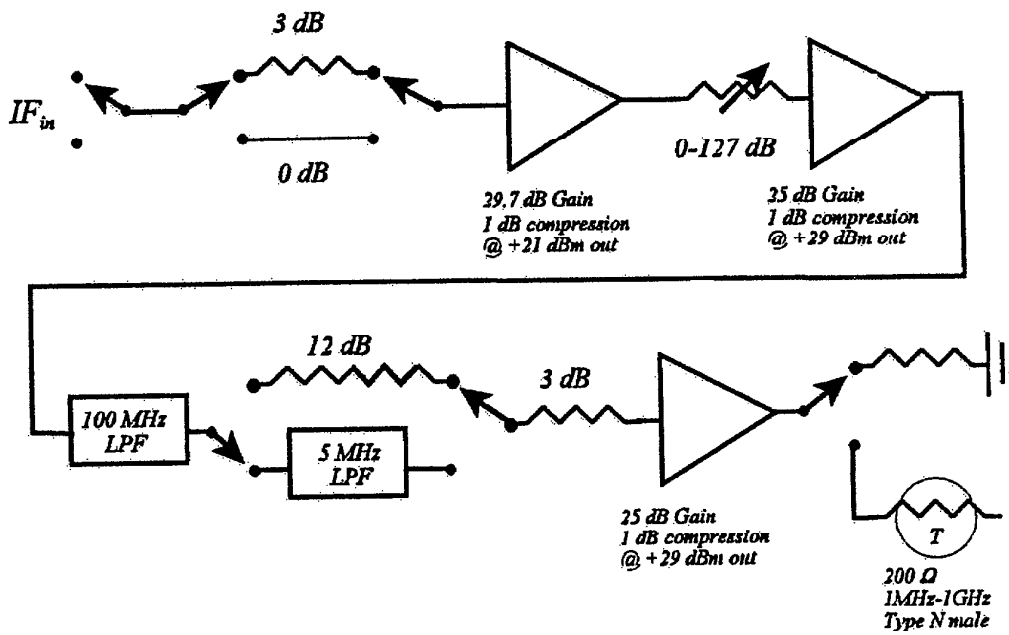 3 dB
IFin
0 dB
0-127 dB
29.7 dB Gain
1 dB compression
@ +21 dBm out
25 dB Gain
1 dB compression
@ +29 dBm out
12 dB
3 dB
100 MHz
LPF
5 MHz
LPF
25 dB Gain
1 dB compression
@ +29 dBm out
T
200 Ω
1MHz-1GHz
Type N male